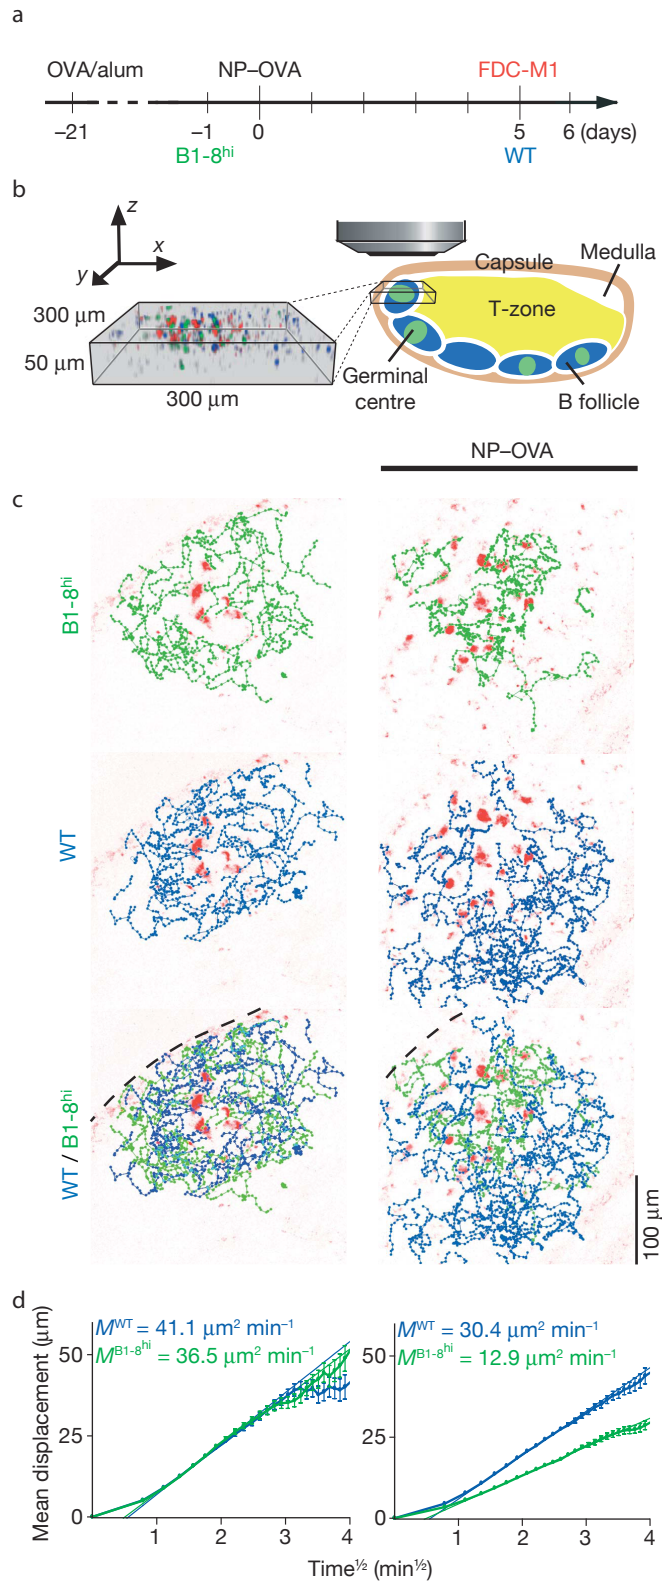 a
OVA/alum NP–OVA FDC-M1
–21 –1 0 5 6 (days)
B1-8hi WT
b
z
x
y
300 μm
50 μm
300 μm
Capsule
Medulla
T-zone
Germinal
centre
B follicle
NP–OVA
c
B1-8hi
WT
WT / B1-8hi
100 μm
d
Mean displacement (μm)
50
25
0
MWT = 41.1 μm² min⁻¹
MB1-8hi = 36.5 μm² min⁻¹
1 2 3 4
50
25
0
MWT = 30.4 μm² min⁻¹
MB1-8hi = 12.9 μm² min⁻¹
1 2 3 4
Time½ (min½)